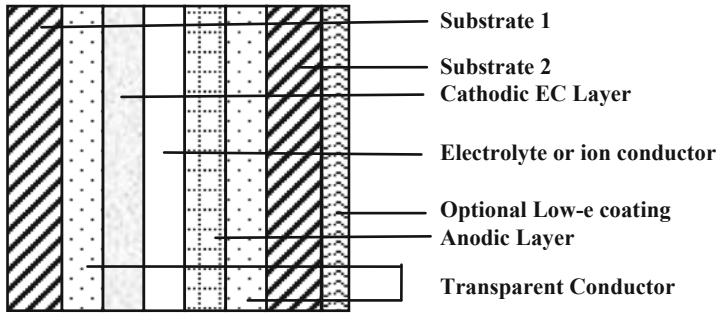 Substrate 1
Substrate 2
Cathodic EC Layer
Electrolyte or ion conductor
Optional Low-e coating
Anodic Layer
Transparent Conductor